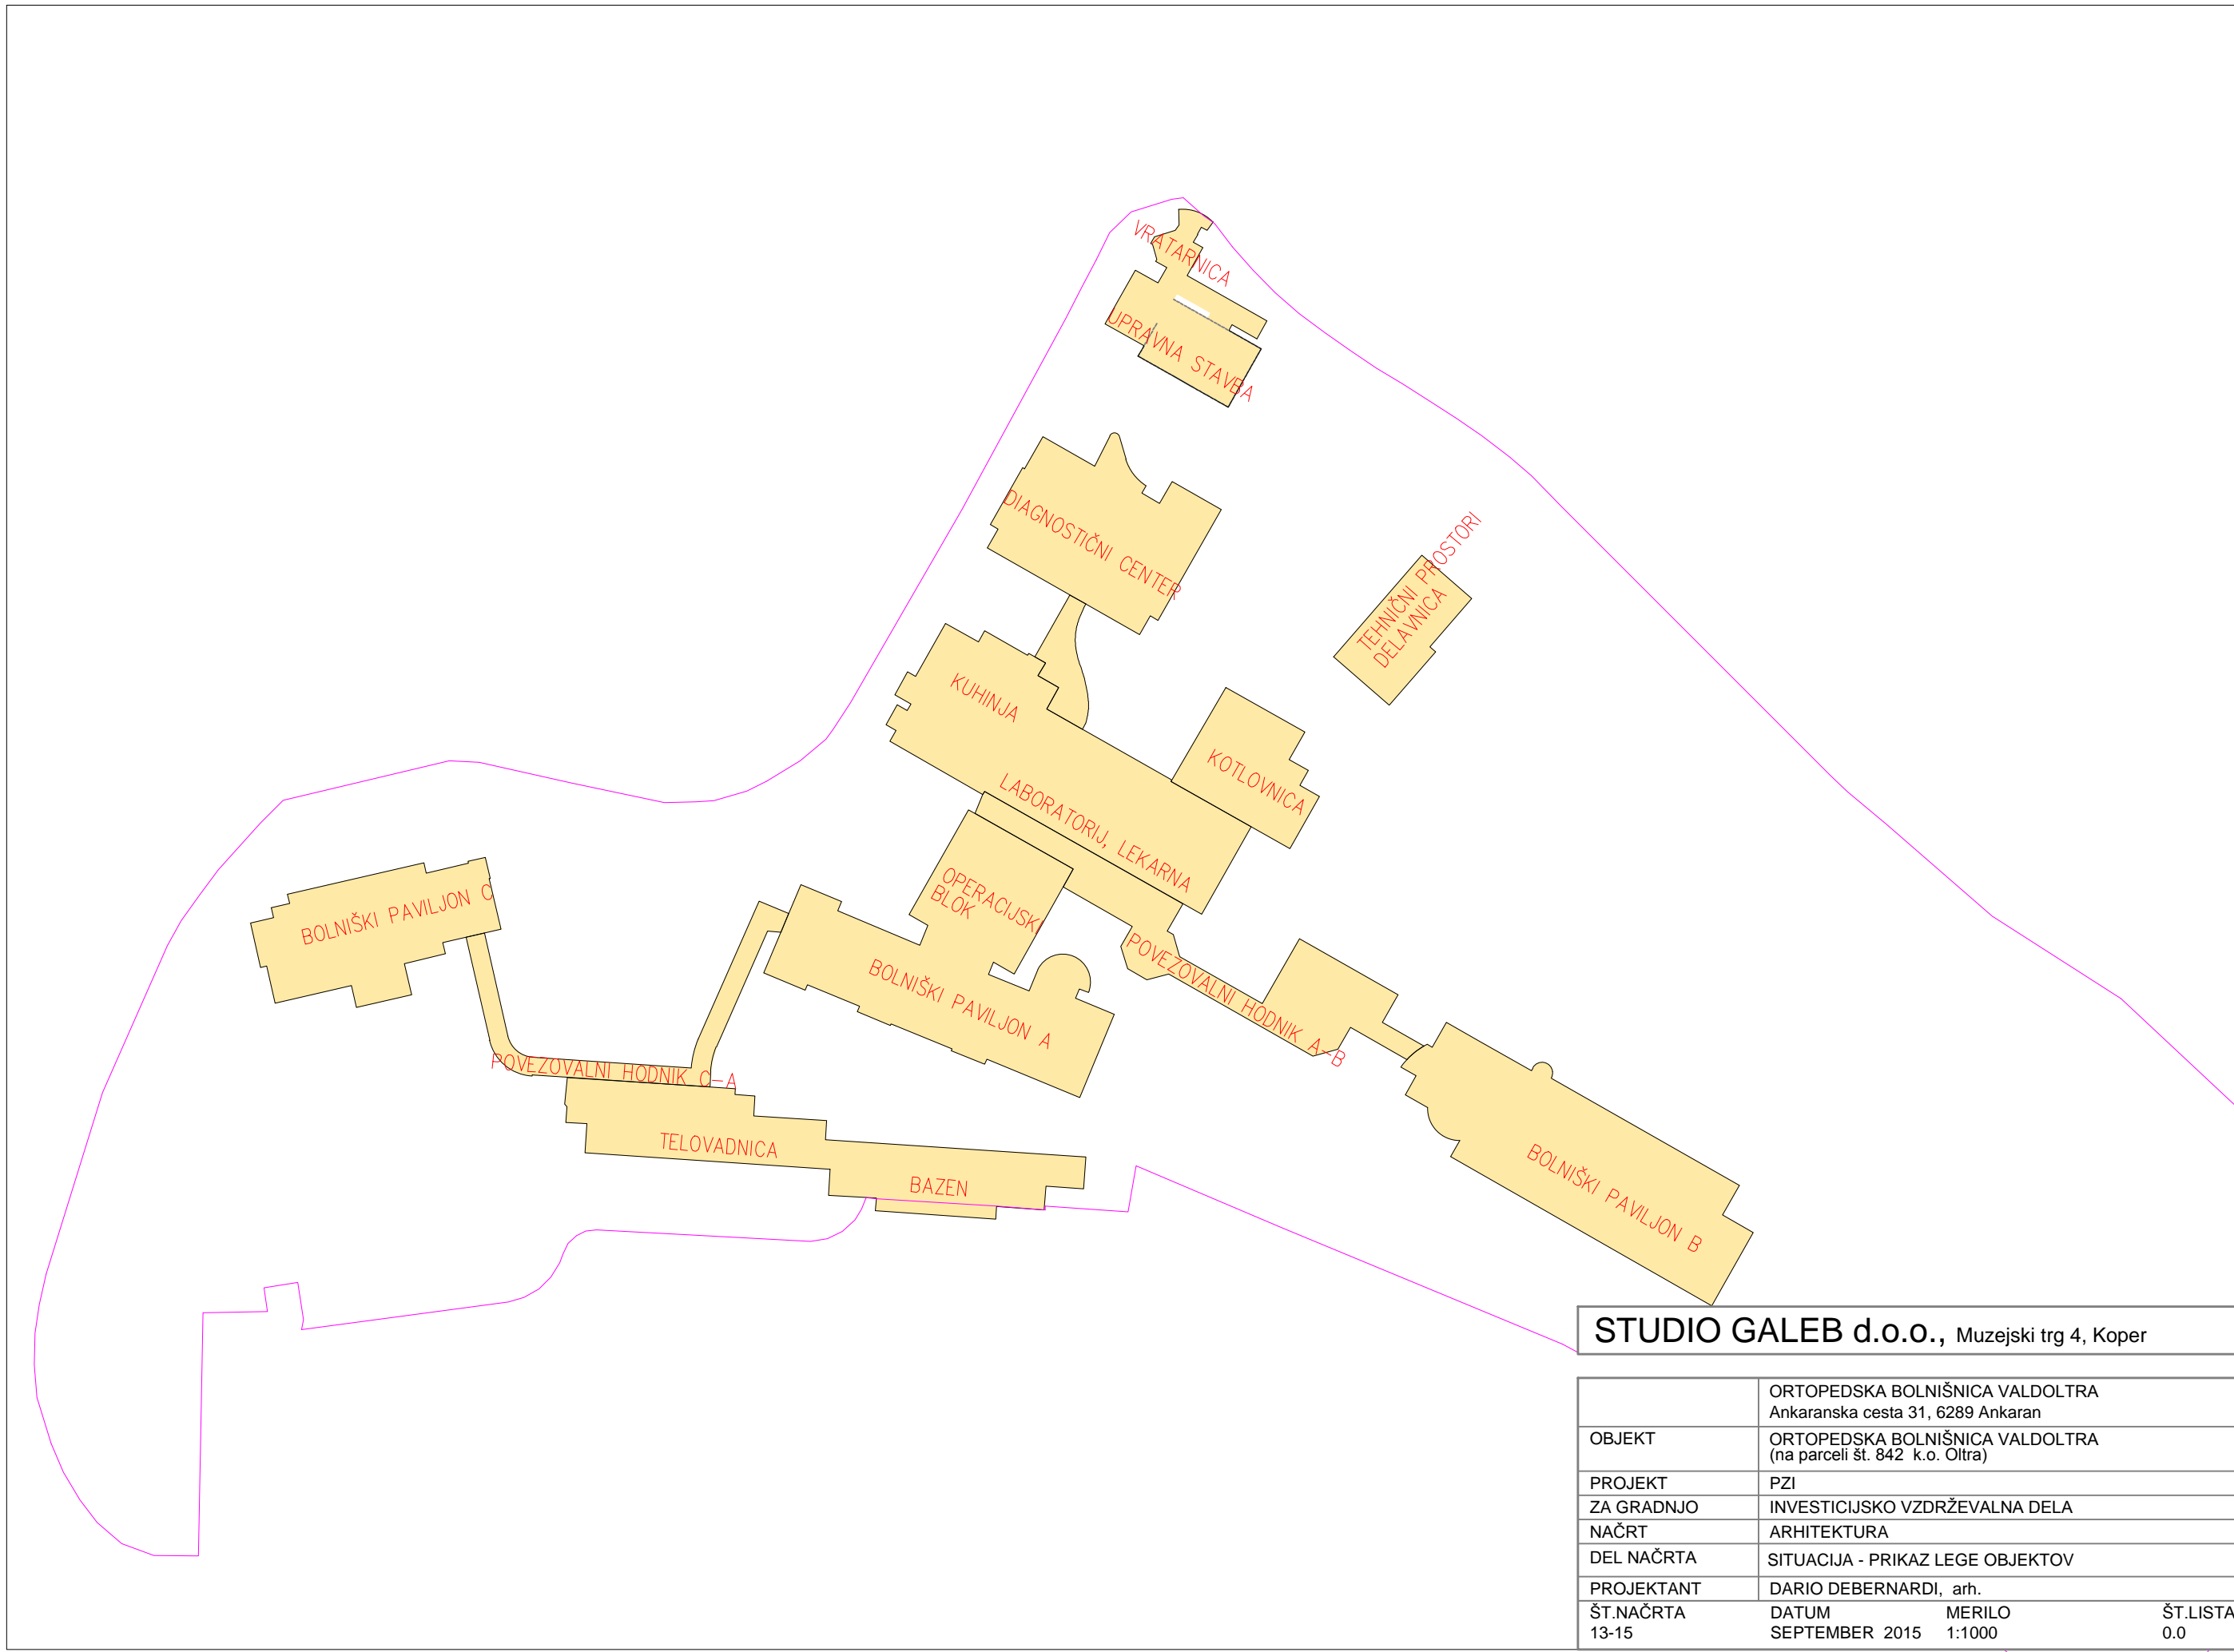 VRATARNICA
UPRAVNA STAVBA
DIAGNOSTIČNI CENTER
TEHNIČNI PROSTORI
DELAVNICA
KUHINJA
KOTLOVNICA
LABORATORIJ, LEKARNA
OPERACIJSKI
BLOK
BOLNIŠKI PAVILJON C
BOLNIŠKI PAVILJON A
POVEZOVALNI HODNIK A-B
POVEZOVALNI HODNIK C-A
TELOVADNICA
BAZEN
BOLNIŠKI PAVILJON B
STUDIO GALEB d.o.o., Muzejski trg 4, Koper
ORTOPEDSKA BOLNIŠNICA VALDOLTRA
Ankaranska cesta 31, 6289 Ankaran
OBJEKT ORTOPEDSKA BOLNIŠNICA VALDOLTRA
(na parceli št. 842 k.o. Oltra)
PROJEKT PZI
ZA GRADNJO INVESTICIJSKO VZDRŽEVALNA DELA
NAČRT ARHITEKTURA
DEL NAČRTA SITUACIJA - PRIKAZ LEGE OBJEKTOV
PROJEKTANT DARIO DEBERNARDI, arh.
ŠT.NAČRTA DATUM MERILO ŠT.LISTA
13-15 SEPTEMBER 2015 1:1000 0.0